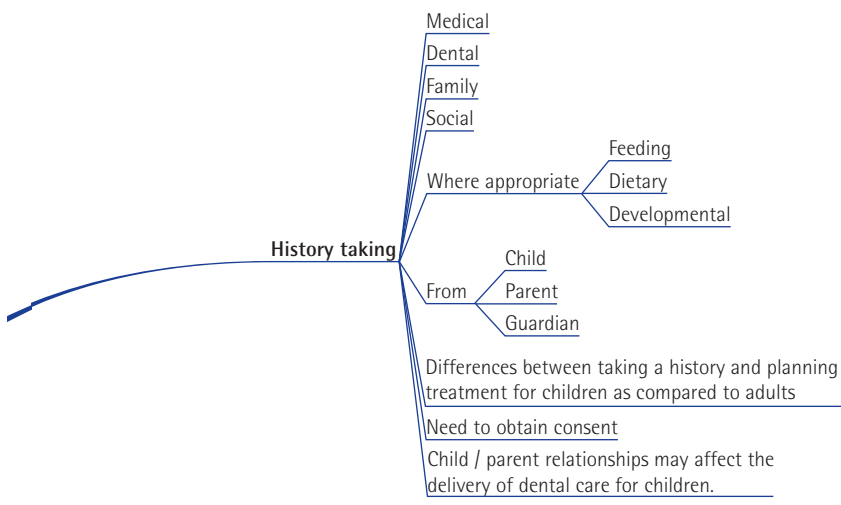 Medical
Dental
Family
Social
Where appropriate
Feeding
Dietary
Developmental
History taking
From
Child
Parent
Guardian
Differences between taking a history and planning
treatment for children as compared to adults
Need to obtain consent
Child / parent relationships may affect the
delivery of dental care for children.